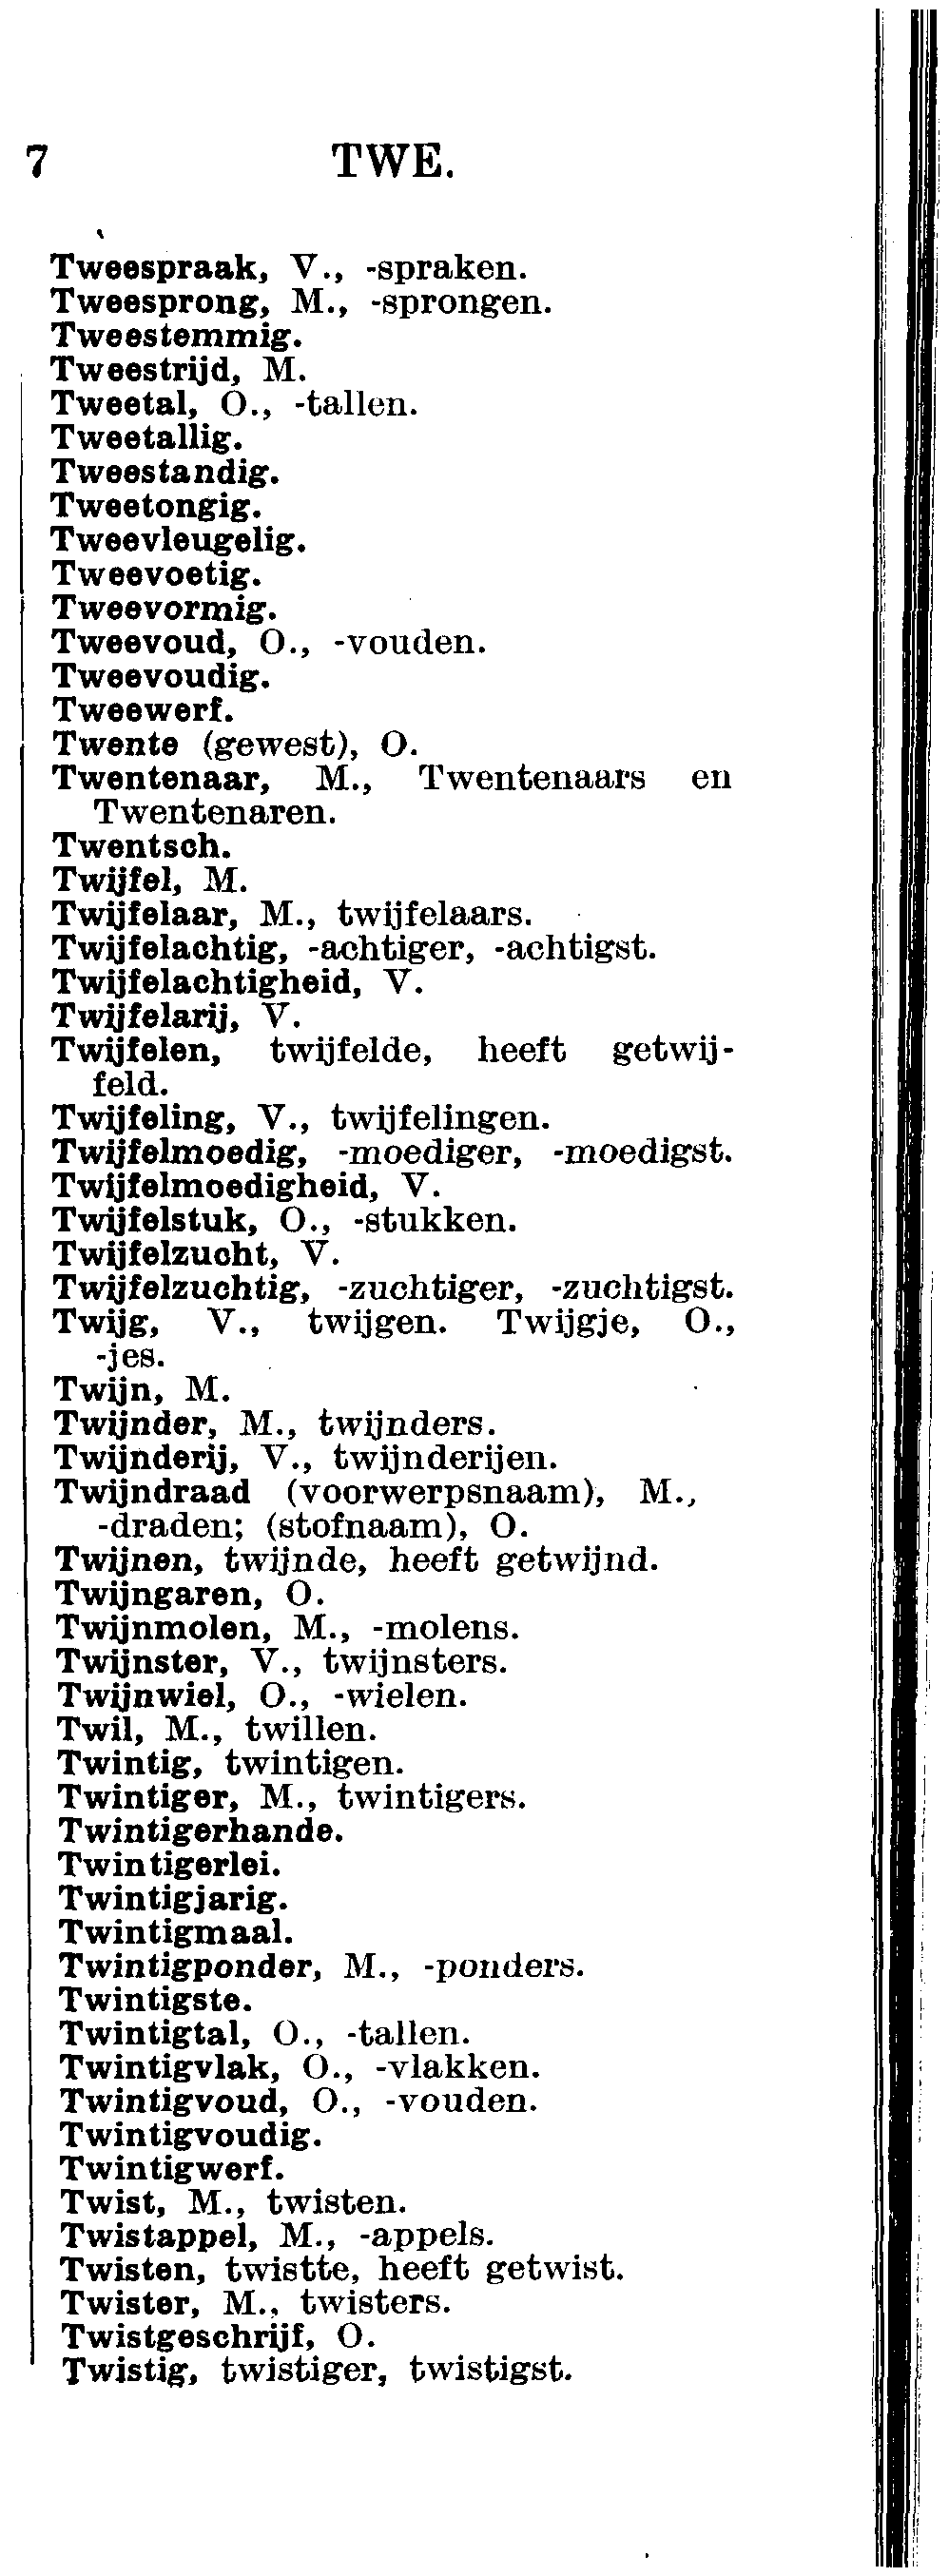 7 TWE.
Tweespraak, V., -spraken.
Tweesprong, M., -sprongen.
Tweestemmig.
Tweestrijd, M.
Tweetal, O., -tallen.
Tweetallig.
Tweestandig.
Tweetongig.
Tweevleugelig.
Tweevoetig.
Tweevormig.
Tweevoud, O., -vouden.
Tweevoudig.
Tweewerf.
Twente (gewest), O.
Twentenaar, M., Twentenaars en
Twentenaren.
Twentsch.
Twijfel, M.
Twijfelaar, M., twijfelaars.
Twijfelachtig, -achtiger, -achtigst.
Twijfelachtigheid, V.
Twijfelarij, V.
Twijfelen, twijfelde, heeft getwij-
feld.
Twijfeling, V., twijfelingen.
Twijfelmoedig, -moediger, -moedigst.
Twijfelmoedigheid, V.
Twijfelstuk, O., -stukken.
Twijfelzucht, V.
Twijfelzuchtig, -zuchtiger, -zuchtigst.
Twijg, V., twijgen. Twijgje, O.,
-jes.
Twijn, M.
Twijnder, M., twijnders.
Twijnderij, V., twijnderijen.
Twijndraad (voorwerpsnaam), M.,
-draden; (stofnaam), O.
Twijnen, twijnde, heeft getwijnd.
Twijngaren, O.
Twijnmolen, M., -molens.
Twijnster, V., twijnsters.
Twijnwiel, O., -wielen.
Twil, M., twillen.
Twintig, twintigen.
Twintiger, M., twintigers.
Twintigerhande.
Twintigerlei.
Twintigjarig.
Twintigmaal.
Twintigponder, M., -ponders.
Twintigste.
Twintigtal, O., -tallen.
Twintigvlak, O., -vlakken.
Twintigvoud, O., -vouden.
Twintigvoudig.
Twintigwerf.
Twist, M., twisten.
Twistappel, M., -appels.
Twisten, twistte, heeft getwist.
Twister, M., twisters.
Twistgeschrijf, O.
Twistig, twistiger, twistigst.